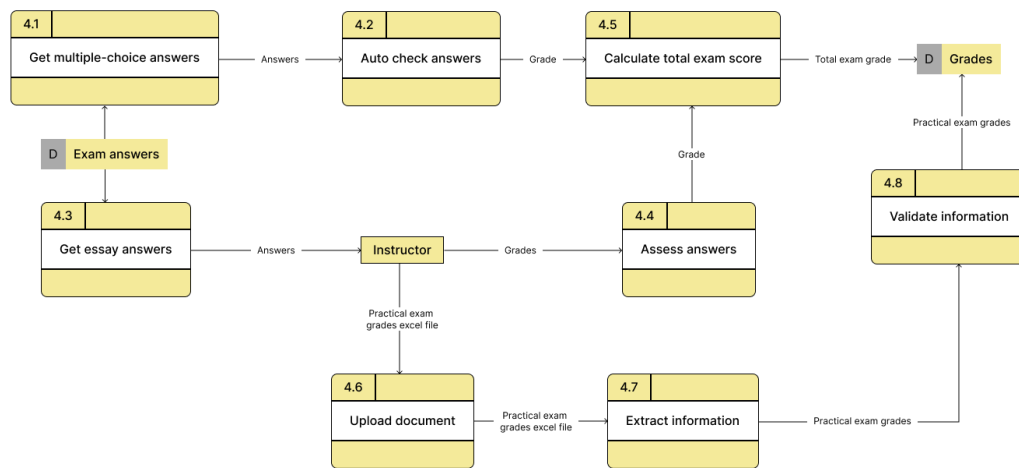 4.1
Get multiple-choice answers
Answers
4.2
Auto check answers
Grade
4.5
Calculate total exam score
Total exam grade
D Grades
Practical exam grades
D Exam answers
Grade
4.3
Get essay answers
Answers
Instructor
Grades
4.4
Assess answers
4.8
Validate information
Practical exam
grades excel file
4.6
Upload document
Practical exam
grades excel file
4.7
Extract information
Practical exam grades